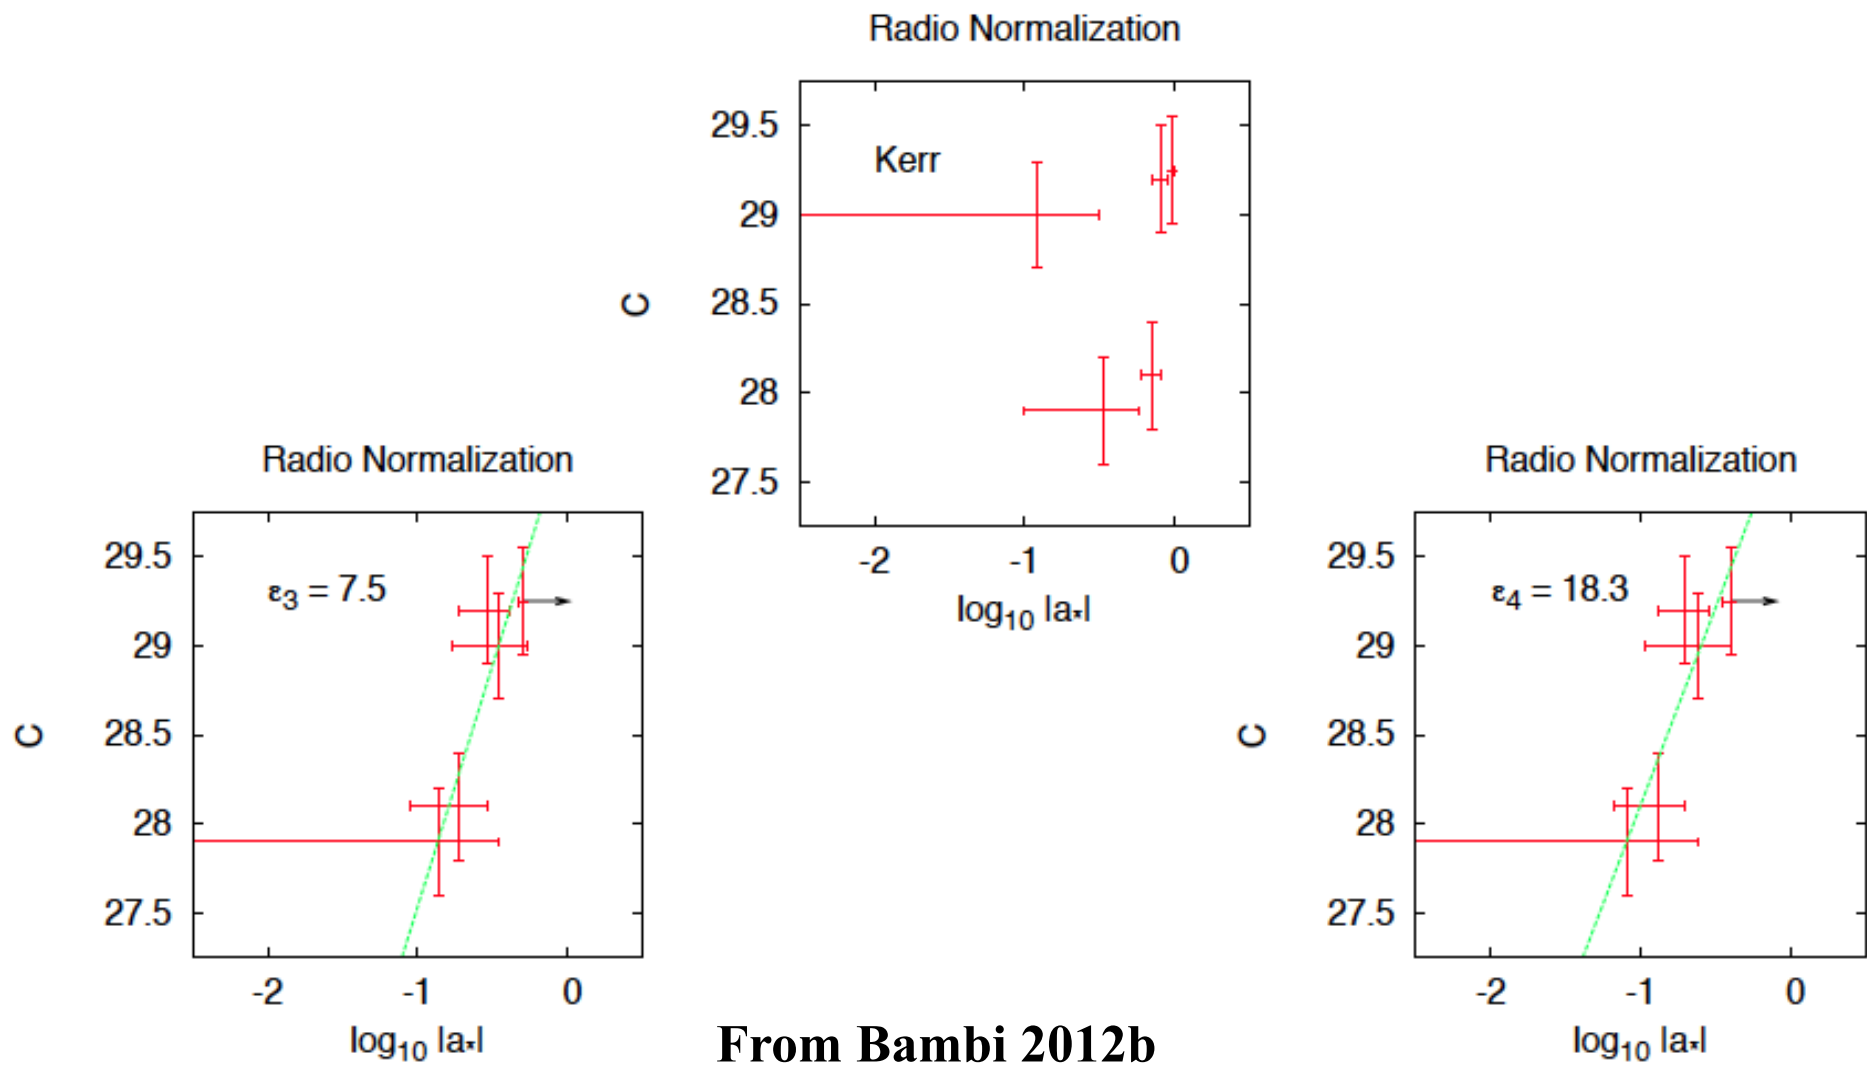 Radio Normalization
29.5
Kerr
29
C
28.5
28
27.5
-2 -1 0
log10 |a*|
Radio Normalization
29.5
ε3 = 7.5
29
C
28.5
28
27.5
-2 -1 0
log10 |a*|
Radio Normalization
29.5
ε4 = 18.3
29
C
28.5
28
27.5
-2 -1 0
log10 |a*|
From Bambi 2012b